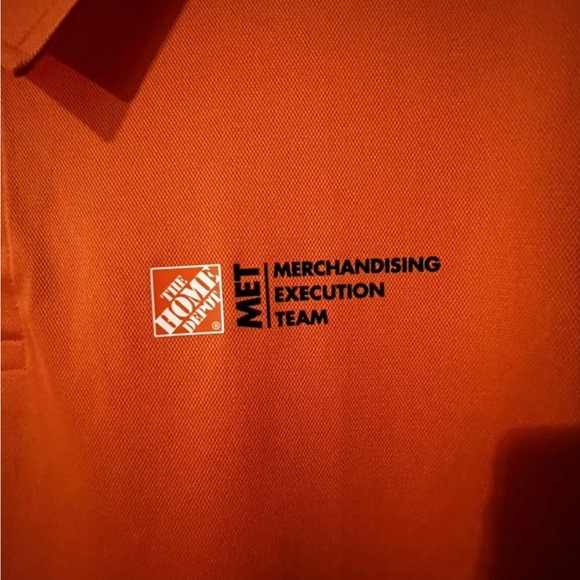 THE
HOME
DEPOT
®
MET
MERCHANDISING
EXECUTION
TEAM